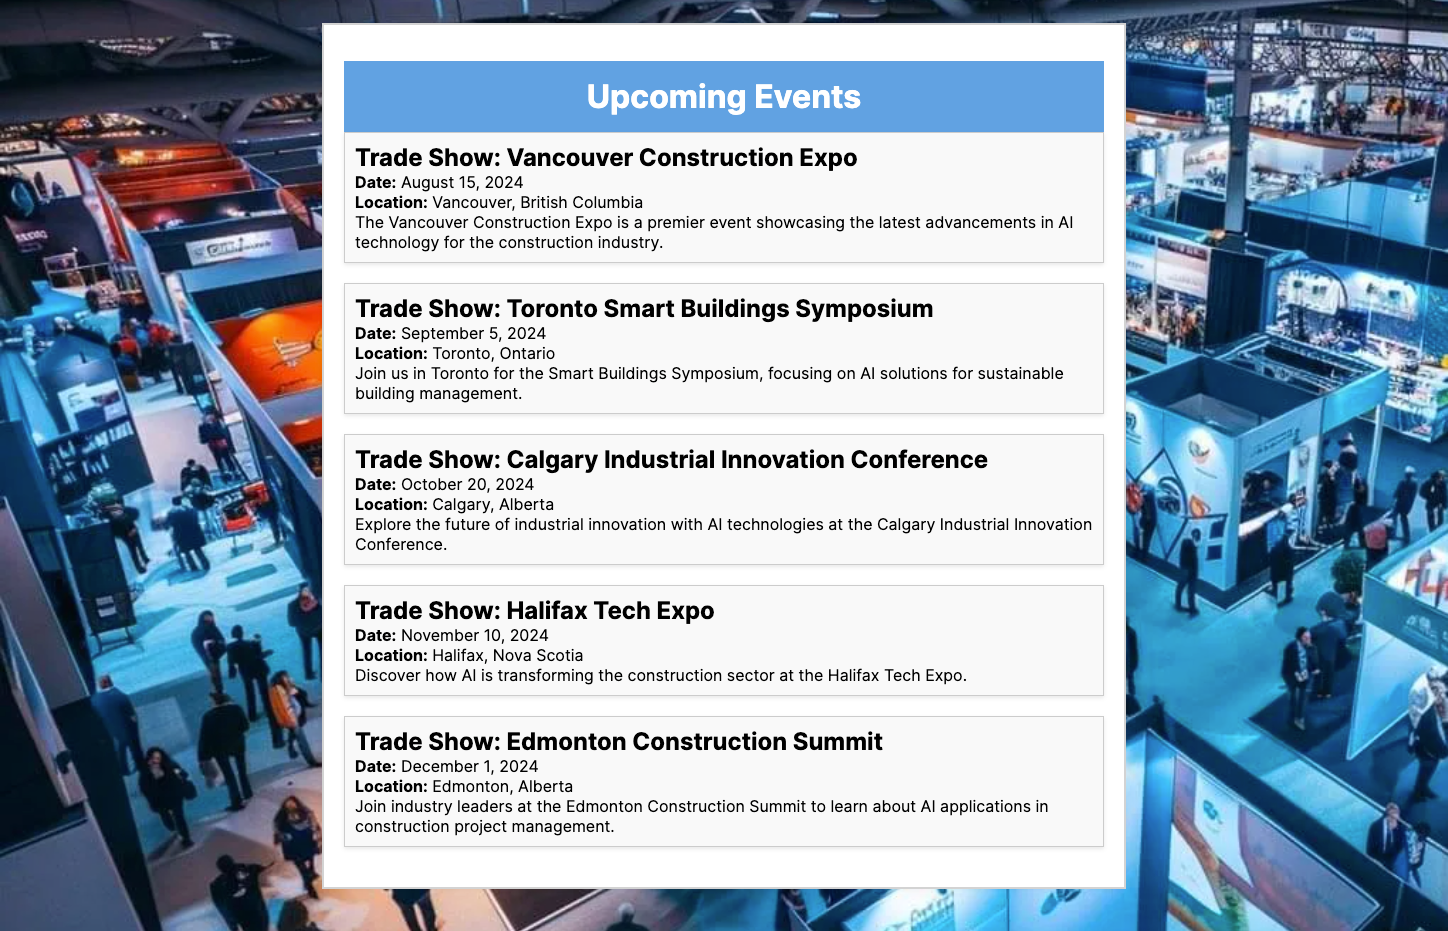 Upcoming Events
Trade Show: Vancouver Construction Expo
Date: August 15, 2024
Location: Vancouver, British Columbia
The Vancouver Construction Expo is a premier event showcasing the latest advancements in AI
technology for the construction industry.
Trade Show: Toronto Smart Buildings Symposium
Date: September 5, 2024
Location: Toronto, Ontario
Join us in Toronto for the Smart Buildings Symposium, focusing on AI solutions for sustainable
building management.
Trade Show: Calgary Industrial Innovation Conference
Date: October 20, 2024
Location: Calgary, Alberta
Explore the future of industrial innovation with AI technologies at the Calgary Industrial Innovation
Conference.
Trade Show: Halifax Tech Expo
Date: November 10, 2024
Location: Halifax, Nova Scotia
Discover how AI is transforming the construction sector at the Halifax Tech Expo.
Trade Show: Edmonton Construction Summit
Date: December 1, 2024
Location: Edmonton, Alberta
Join industry leaders at the Edmonton Construction Summit to learn about AI applications in
construction project management.